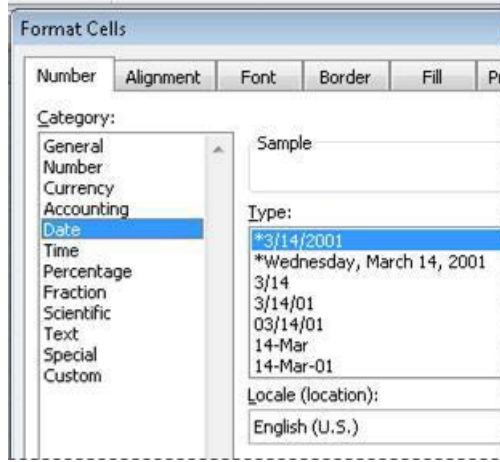 Format Cells
Number Alignment Font Border Fill
Category:
General
Number
Currency
Accounting
Date
Time
Percentage
Fraction
Scientific
Text
Special
Custom
Sample
Type:
*3/14/2001
*Wednesday, March 14, 2001
3/14
3/14/01
03/14/01
14-Mar
14-Mar-01
Locale (location):
English (U.S.)